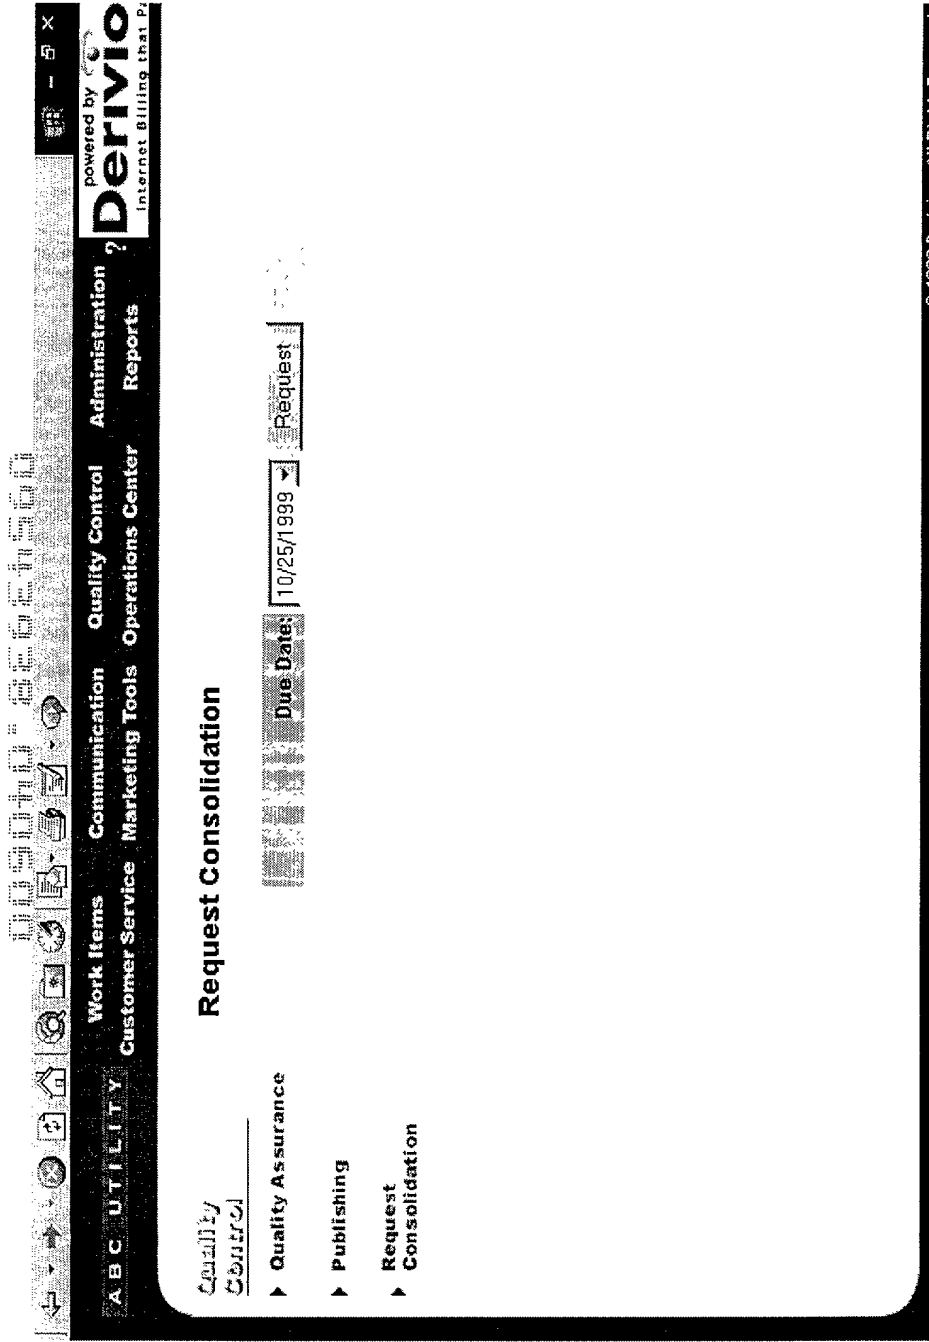 powered by
Derivio
Internet Billing that
Work Items Communication Quality Control Administration ?
ABC UTILITY Customer Service Marketing Tools Operations Center Reports
Quality
Control
Request Consolidation
Quality Assurance
Due Date: 10/25/1999 Request
Publishing
Request
Consolidation